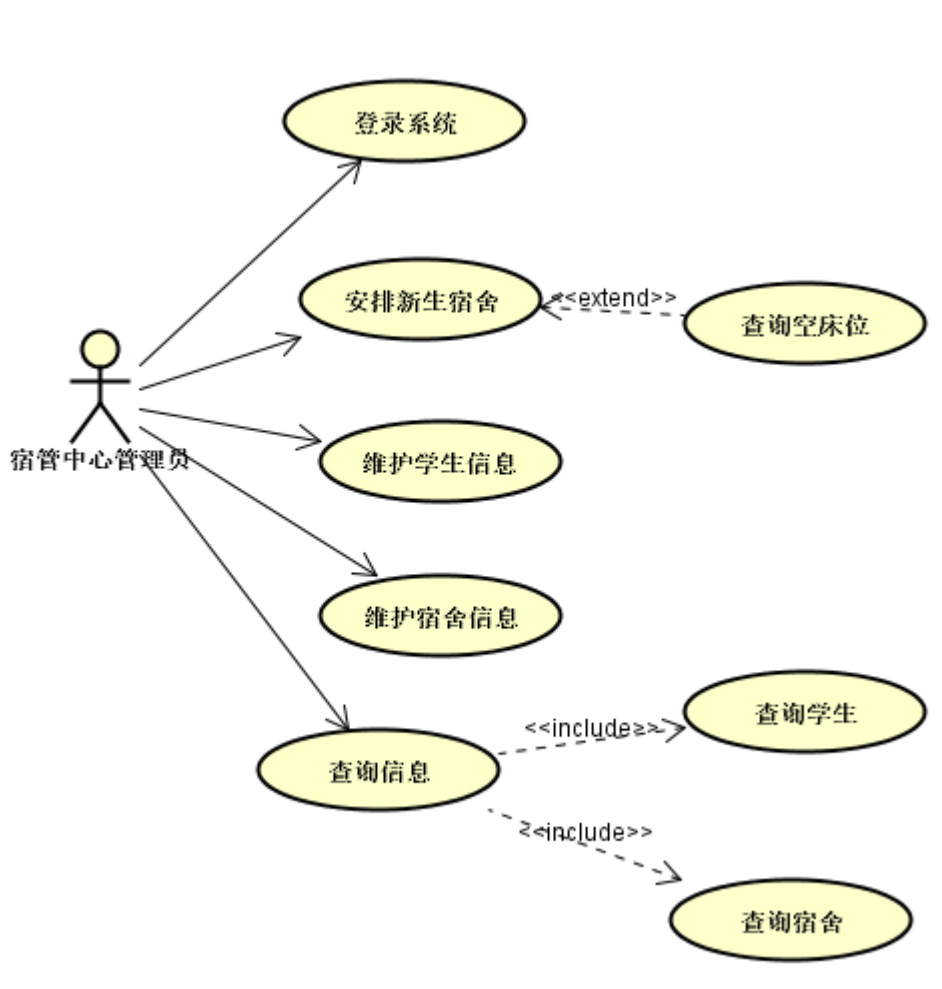 登录系统
安排新生宿舍
<<extend>>
查询空床位
宿管中心管理员
维护学生信息
维护宿舍信息
查询信息
<<include>>
查询学生
<<include>>
查询宿舍